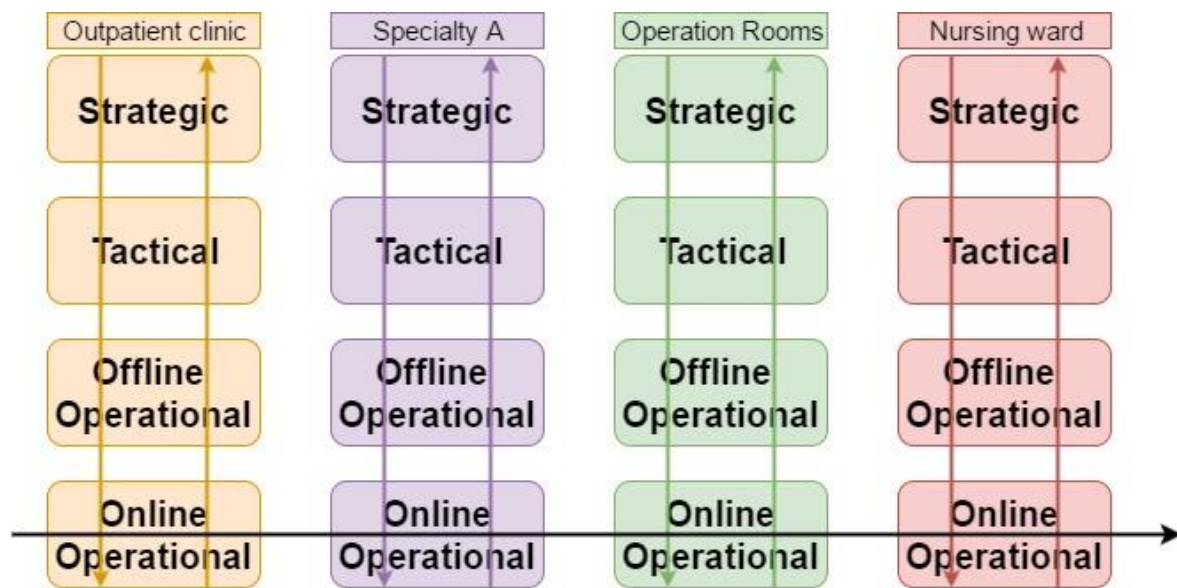 Outpatient clinic
Specialty A
Operation Rooms
Nursing ward
Strategic
Strategic
Strategic
Strategic
Tactical
Tactical
Tactical
Tactical
Offline
Operational
Offline
Operational
Offline
Operational
Offline
Operational
Online
Operational
Online
Operational
Online
Operational
Online
Operational